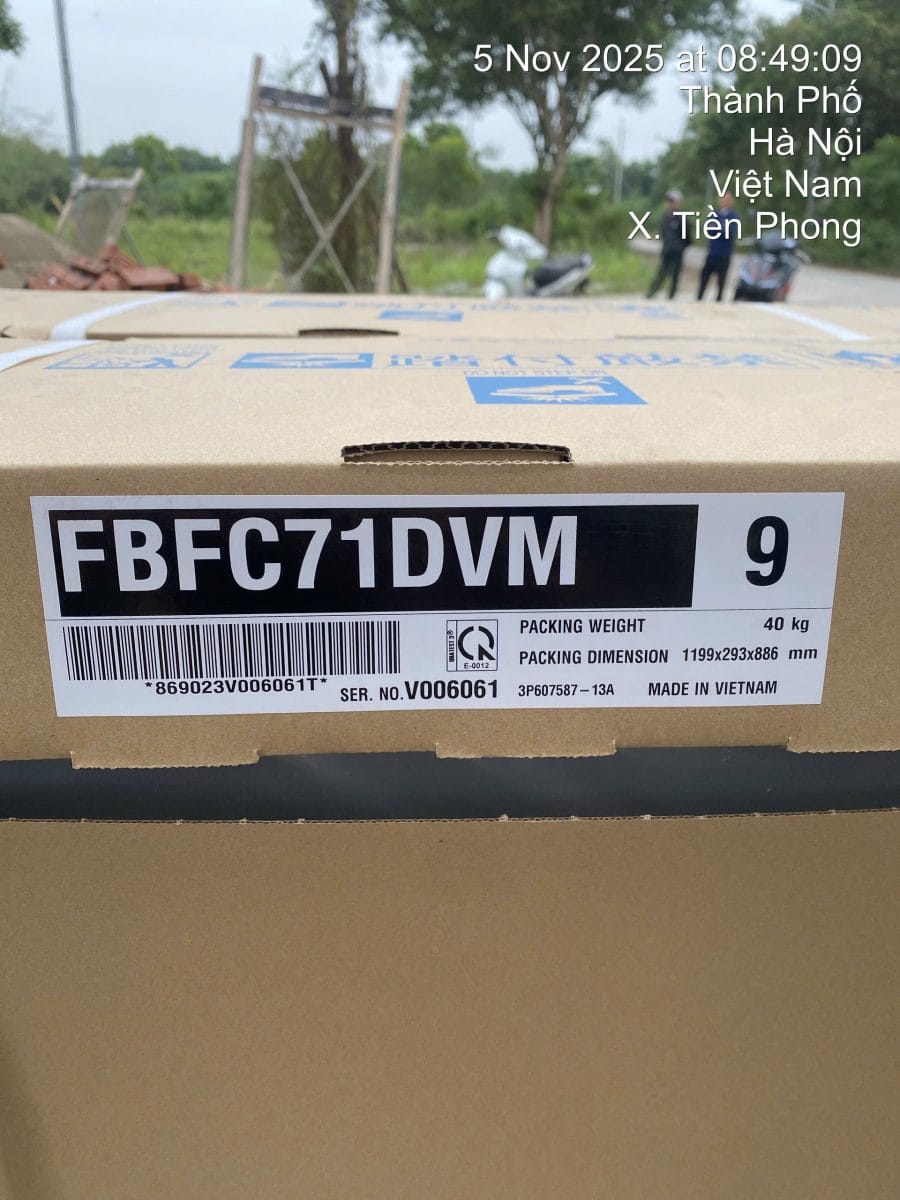 5 Nov 2025 at 08:49:09
Thành Phố
Hà Nội
Việt Nam
X. Tiền Phong
DO NOT STEP ON
FBFC71DVM
9
E-0012
PACKING WEIGHT 40 kg
PACKING DIMENSION 1199x293x886 mm
*869023V006061T*
SER. NO.V006061
3P607587-13A
MADE IN VIETNAM